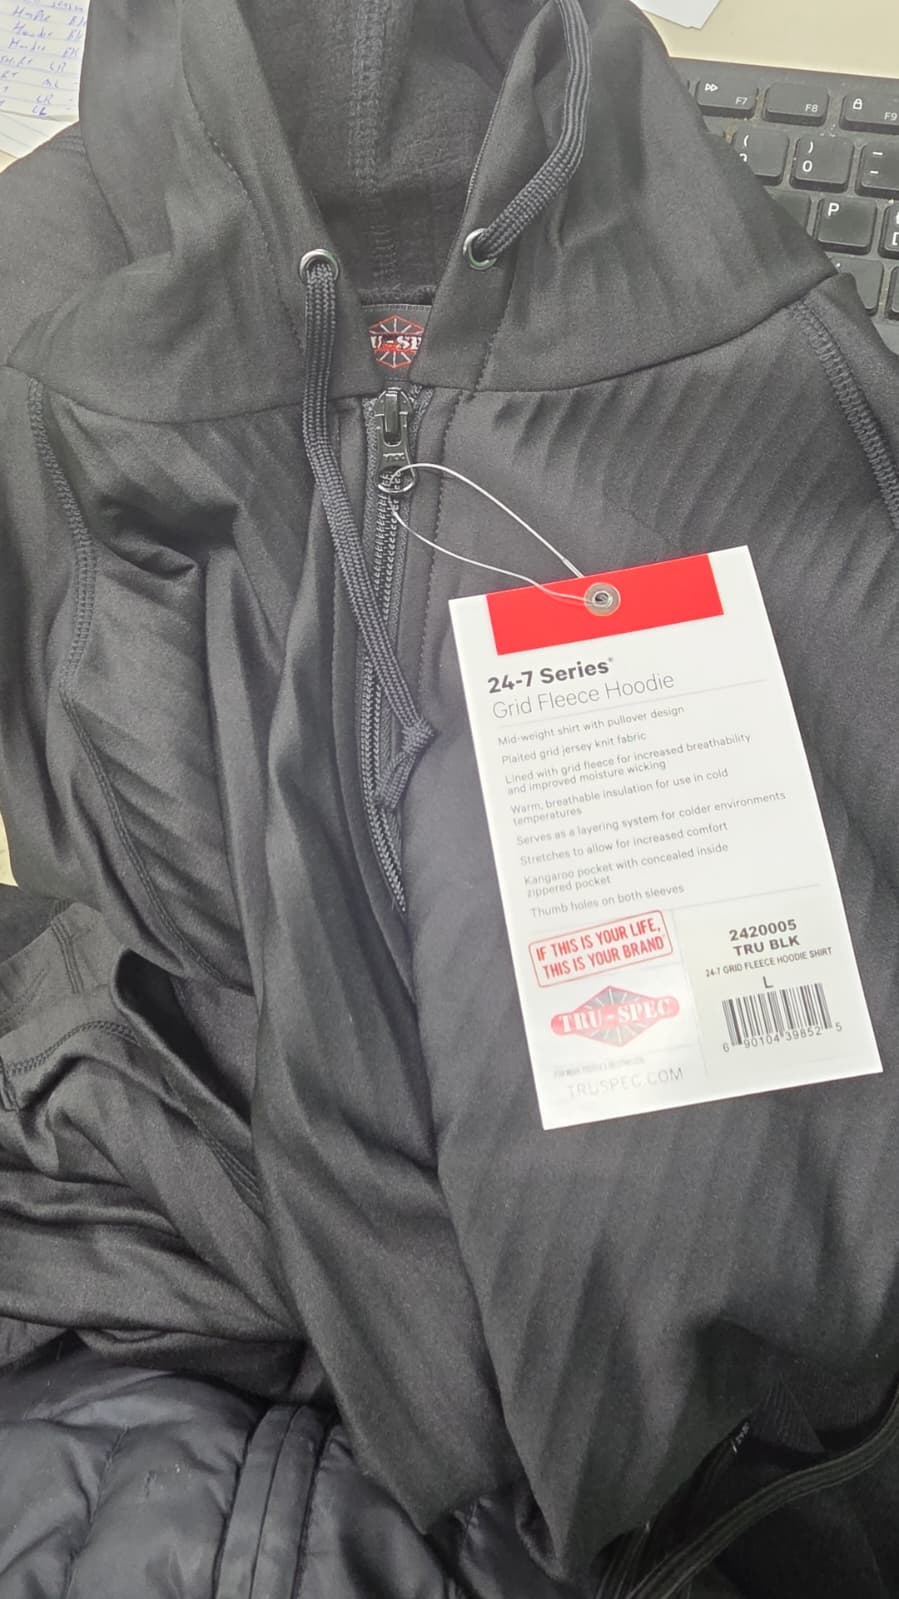 F7
F8
F9
)
0
P
24-7 Series®
Grid Fleece Hoodie
Mid-weight shirt with pullover design
Plaited grid jersey knit fabric
Lined with grid fleece for increased breathability
and improved moisture wicking
Warm, breathable insulation for use in cold
temperatures
Serves as a layering system for colder environments
Stretches to allow for increased comfort
Kangaroo pocket with concealed inside
zippered pocket
Thumb holes on both sleeves
IF THIS IS YOUR LIFE,
THIS IS YOUR BRAND
TRU-SPEC
TRUSPEC.COM
2420005
TRU BLK
24-7 GRID FLEECE HOODIE SHIRT
L
6 90104 39852 5